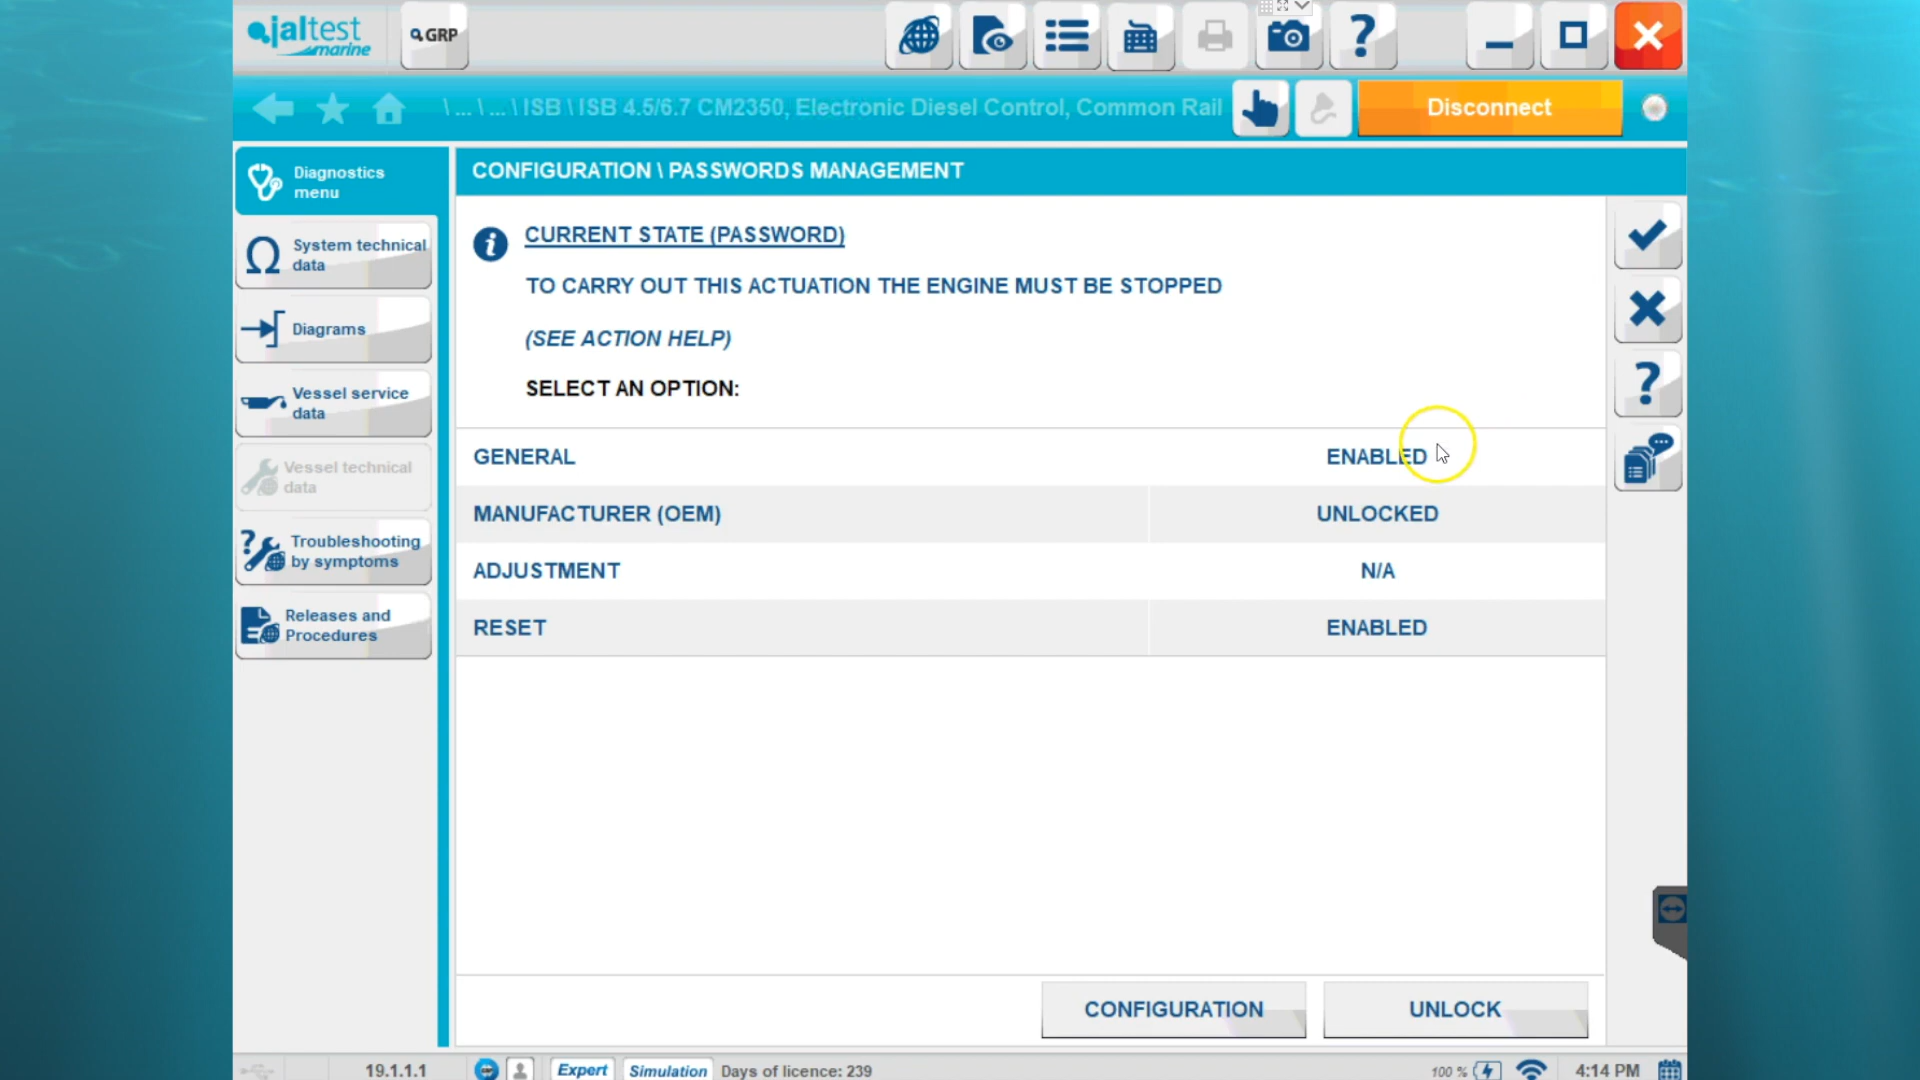 jaltest
marine
GRP
?
\ ... \ ... \ ISB \ ISB 4.5/6.7 CM2350, Electronic Diesel Control, Common Rail
Disconnect
Diagnostics
menu
System technical
data
Diagrams
Vessel service
data
Vessel technical
data
Troubleshooting
by symptoms
Releases and
Procedures
CONFIGURATION \ PASSWORDS MANAGEMENT
CURRENT STATE (PASSWORD)
TO CARRY OUT THIS ACTUATION THE ENGINE MUST BE STOPPED
(SEE ACTION HELP)
SELECT AN OPTION:
GENERAL ENABLED
MANUFACTURER (OEM) UNLOCKED
ADJUSTMENT N/A
RESET ENABLED
?
CONFIGURATION UNLOCK
19.1.1.1 Expert Simulation Days of licence: 239 100 % 4:14 PM